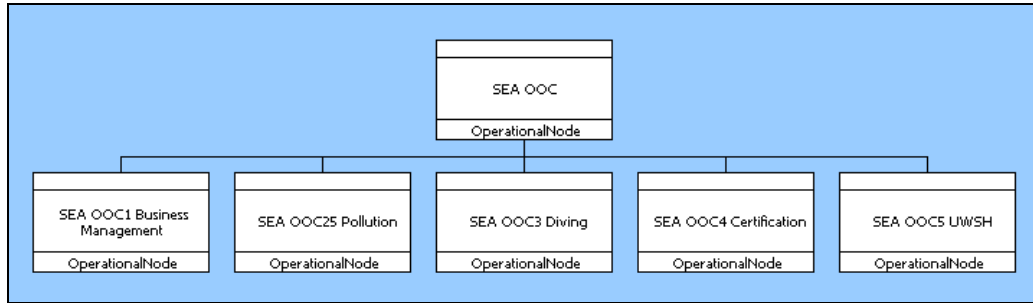 SEA OOC
OperationalNode
SEA OOC1 Business
Management
OperationalNode
SEA OOC25 Pollution
OperationalNode
SEA OOC3 Diving
OperationalNode
SEA OOC4 Certification
OperationalNode
SEA OOC5 UWSH
OperationalNode